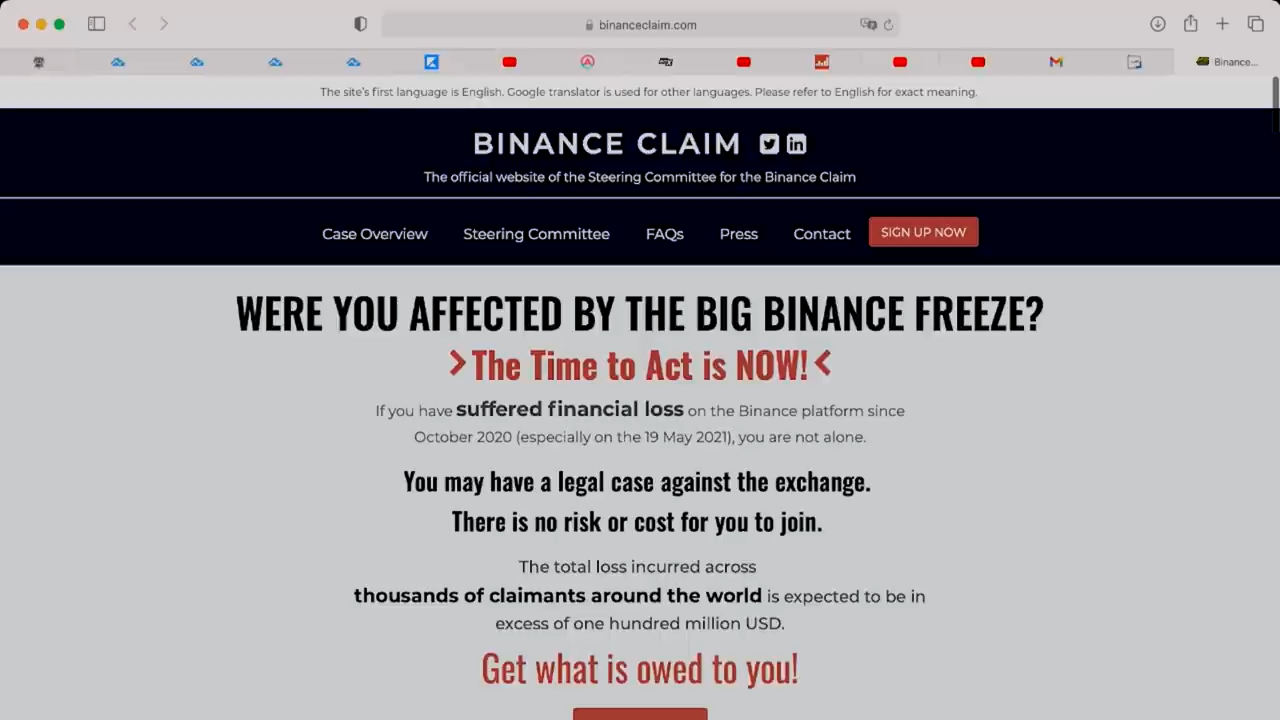 binanceclaim.com
Binance...
The site's first language is English. Google translator is used for other languages. Please refer to English for exact meaning.
BINANCE CLAIM
The official website of the Steering Committee for the Binance Claim
Case Overview Steering Committee FAQs Press Contact SIGN UP NOW
WERE YOU AFFECTED BY THE BIG BINANCE FREEZE?
The Time to Act is NOW!
If you have suffered financial loss on the Binance platform since
October 2020 (especially on the 19 May 2021), you are not alone.
You may have a legal case against the exchange.
There is no risk or cost for you to join.
The total loss incurred across
thousands of claimants around the world is expected to be in
excess of one hundred million USD.
Get what is owed to you!